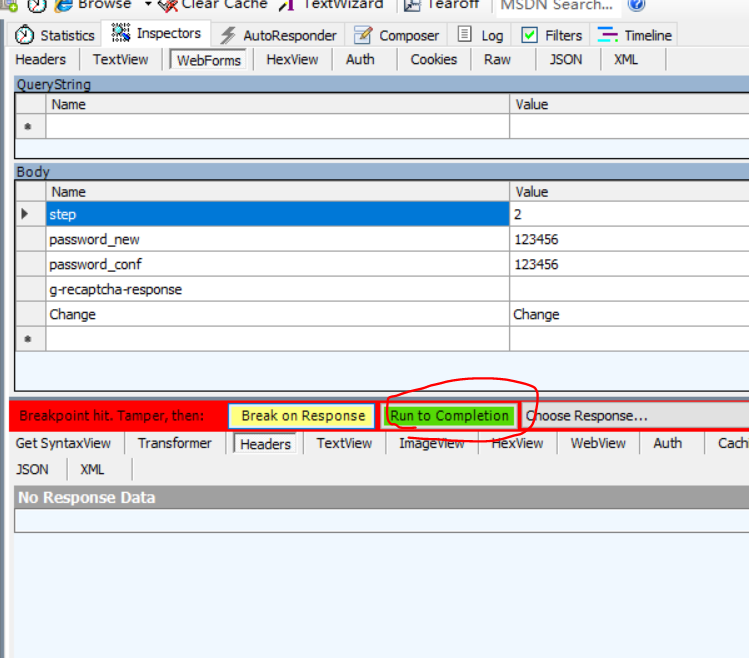 Browse Clear Cache TextWizard Tearoff MSDN Search...
Statistics Inspectors AutoResponder Composer Log Filters Timeline
Headers TextView WebForms HexView Auth Cookies Raw JSON XML
QueryString
Name Value
Body
Name Value
step 2
password_new 123456
password_conf 123456
g-recaptcha-response
Change Change
Breakpoint hit. Tamper, then: Break on Response Run to Completion Choose Response...
Get SyntaxView Transformer Headers TextView ImageView HexView WebView Auth Cach
JSON XML
No Response Data